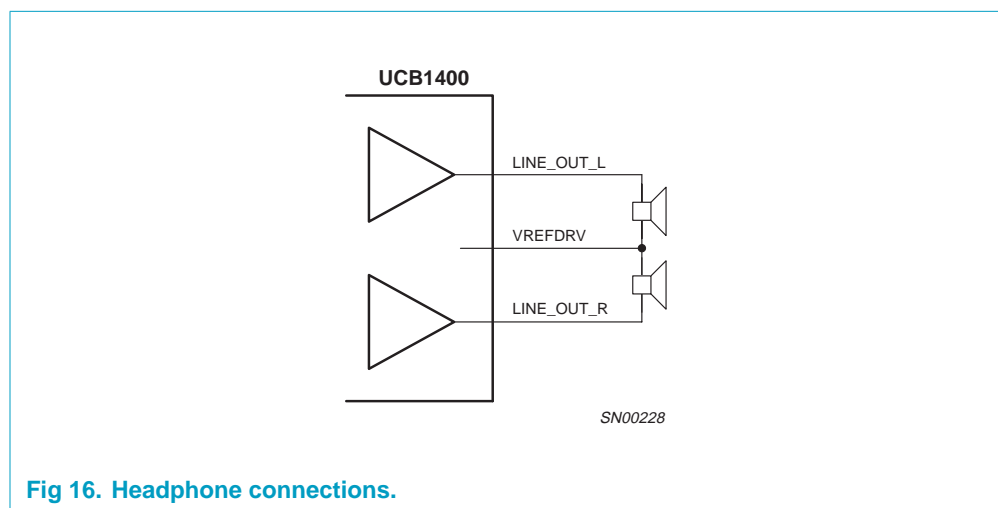 UCB1400
LINE_OUT_L
VREFDRV
LINE_OUT_R
SN00228
Fig 16. Headphone connections.